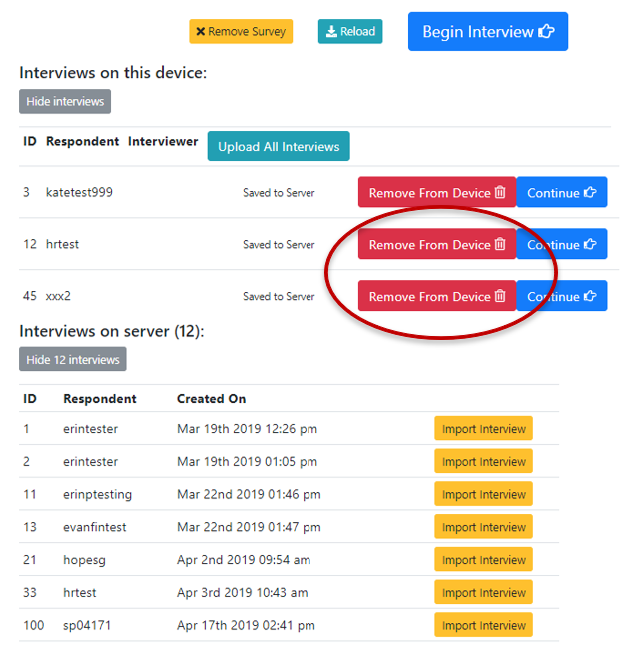 Remove Survey Reload Begin Interview
Interviews on this device:
Hide interviews
ID Respondent Interviewer Upload All Interviews
3 katetest999 Saved to Server Remove From Device Continue
12 hrtest Saved to Server Remove From Device Continue
45 xxx2 Saved to Server Remove From Device Continue
Interviews on server (12):
Hide 12 interviews
ID Respondent Created On
1 erintester Mar 19th 2019 12:26 pm Import Interview
2 erintester Mar 19th 2019 01:05 pm Import Interview
11 erinptesting Mar 22nd 2019 01:46 pm Import Interview
13 evanfintest Mar 22nd 2019 01:47 pm Import Interview
21 hopesg Apr 2nd 2019 09:54 am Import Interview
33 hrtest Apr 3rd 2019 10:43 am Import Interview
100 sp04171 Apr 17th 2019 02:41 pm Import Interview